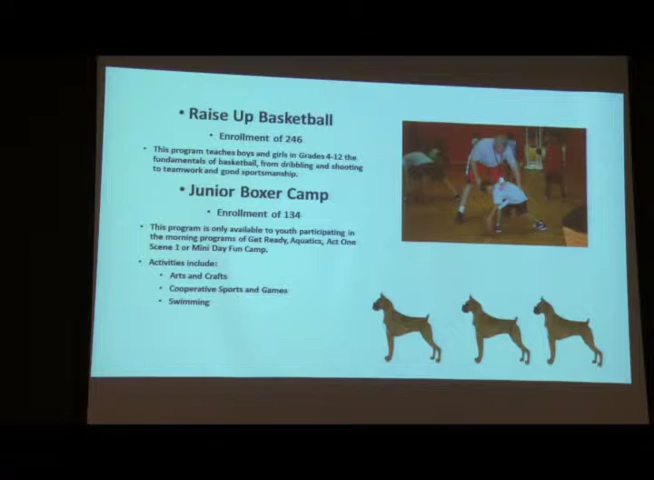 • Raise Up Basketball
• Enrollment of 246
• This program teaches boys and girls in Grades 4-12 the
fundamentals of basketball, from dribbling and shooting
to teamwork and good sportsmanship.
• Junior Boxer Camp
• Enrollment of 134
• This program is only available to youth participating in
the morning programs of Get Ready, Aquatics, Act One
Scene 1 or Mini Day Fun Camp.
• Activities include:
• Arts and Crafts
• Cooperative Sports and Games
• Swimming